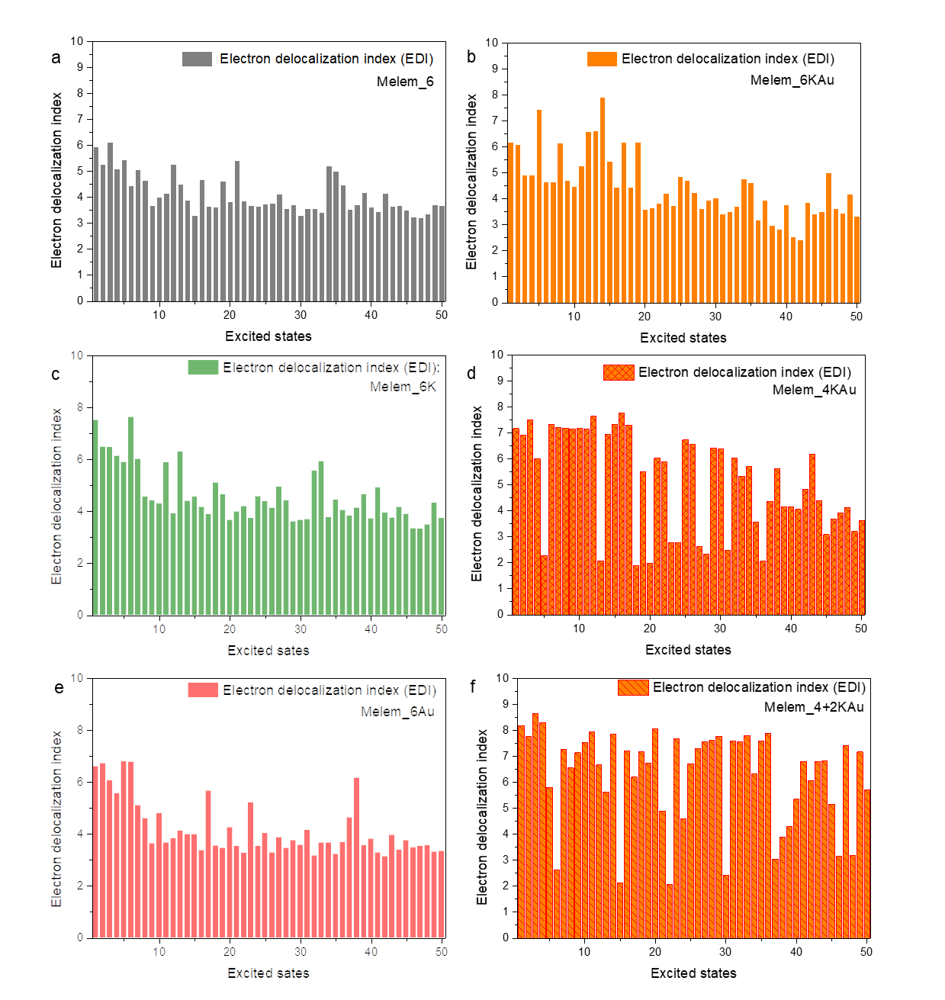 a
Electron delocalization index (EDI)
Melem_6
Electron delocalization index
10
9
8
7
6
5
4
3
2
1
0
10 20 30 40 50
Excited states
b
Electron delocalization index (EDI)
Melem_6KAu
Electron delocalization index
10
9
8
7
6
5
4
3
2
1
0
10 20 30 40 50
Excited states
c
Electron delocalization index (EDI):
Melem_6K
Electron delocalization index
10
8
6
4
2
0
10 20 30 40 50
Excited sates
d
Electron delocalization index (EDI)
Melem_4KAu
Electron delocalization index
10
9
8
7
6
5
4
3
2
1
0
10 20 30 40 50
Excited states
e
Electron delocalization index (EDI)
Melem_6Au
Electron delocalization index
10
8
6
4
2
0
10 20 30 40 50
Excited sates
f
Electron delocalization index (EDI)
Melem_4+2KAu
Electron delocalization index
10
9
8
7
6
5
4
3
2
1
0
10 20 30 40 50
Excited states